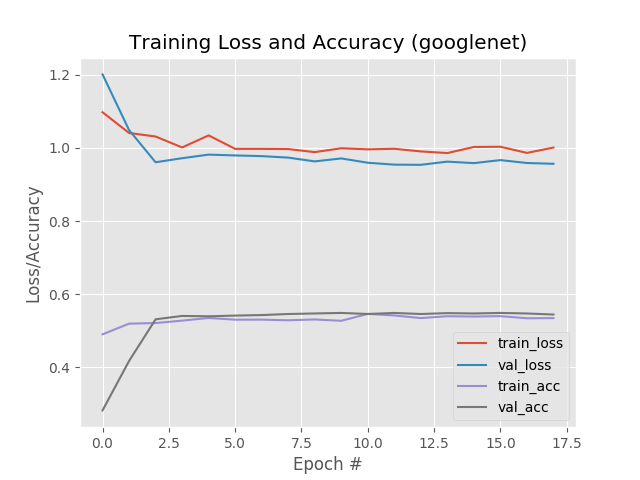 Training Loss and Accuracy (googlenet)
1.2
1.0
0.8
0.6
0.4
Loss/Accuracy
train_loss
val_loss
train_acc
val_acc
0.0 2.5 5.0 7.5 10.0 12.5 15.0 17.5
Epoch #